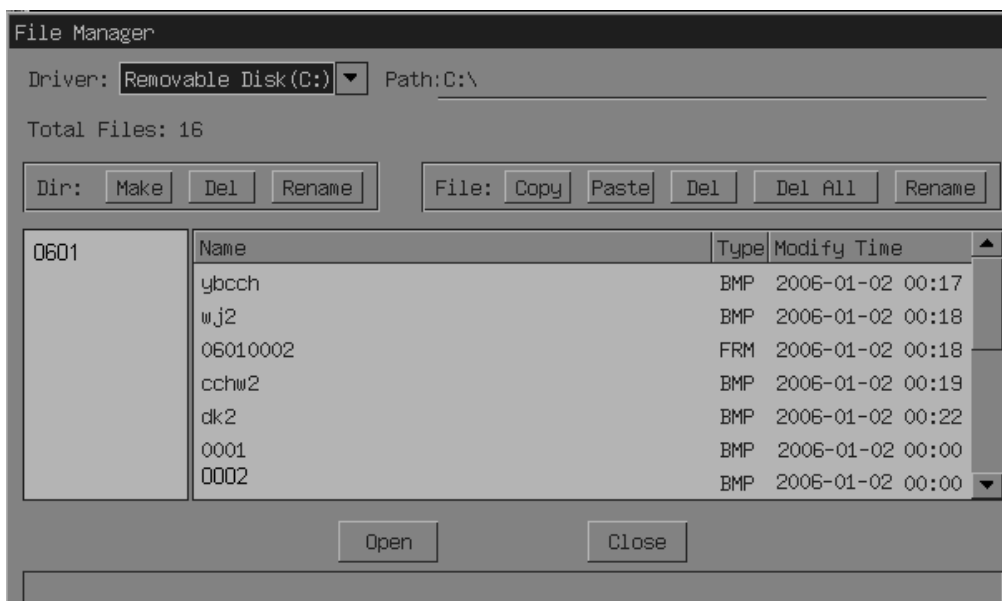 File Manager
Driver: Removable Disk(C:) Path:C:\
Total Files: 16
Dir: Make Del Rename File: Copy Paste Del Del All Rename
0601 Name Type Modify Time
ybcch BMP 2006-01-02 00:17
wj2 BMP 2006-01-02 00:18
06010002 FRM 2006-01-02 00:18
cchw2 BMP 2006-01-02 00:19
dk2 BMP 2006-01-02 00:22
0001 BMP 2006-01-02 00:00
0002 BMP 2006-01-02 00:00
Open Close